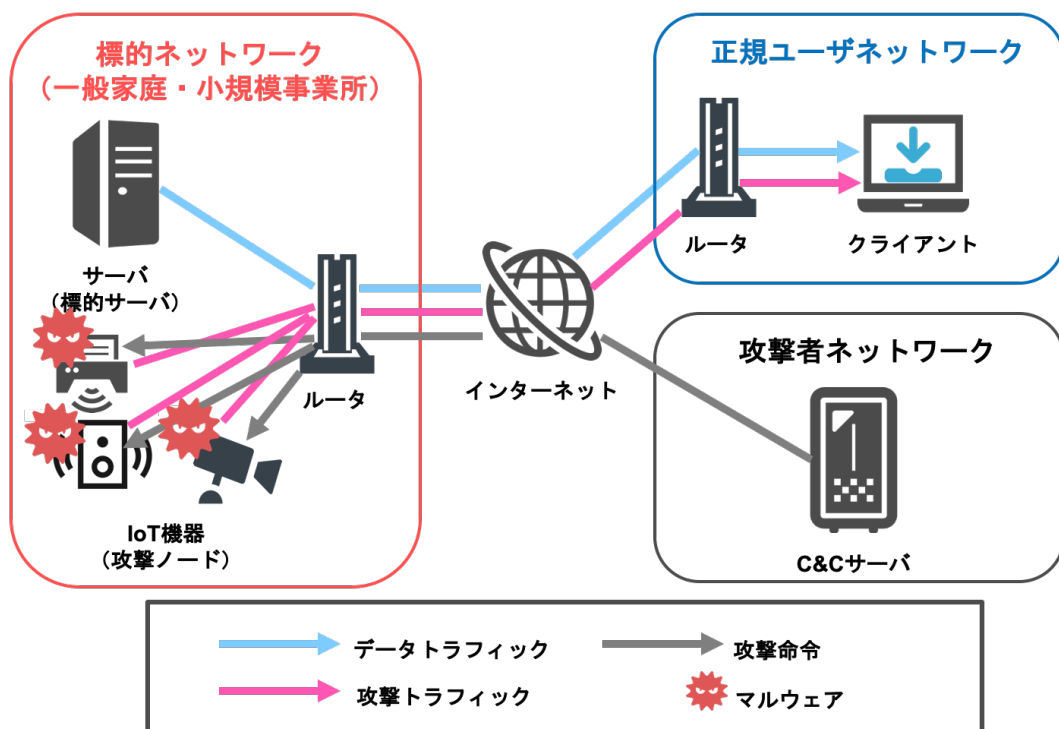 標的ネットワーク
（一般家庭・小規模事業所）
サーバ
（標的サーバ）
ルータ
IoT機器
（攻撃ノード）
インターネット
正規ユーザネットワーク
ルータ
クライアント
攻撃者ネットワーク
C&Cサーバ
データトラフィック
攻撃命令
攻撃トラフィック
マルウェア